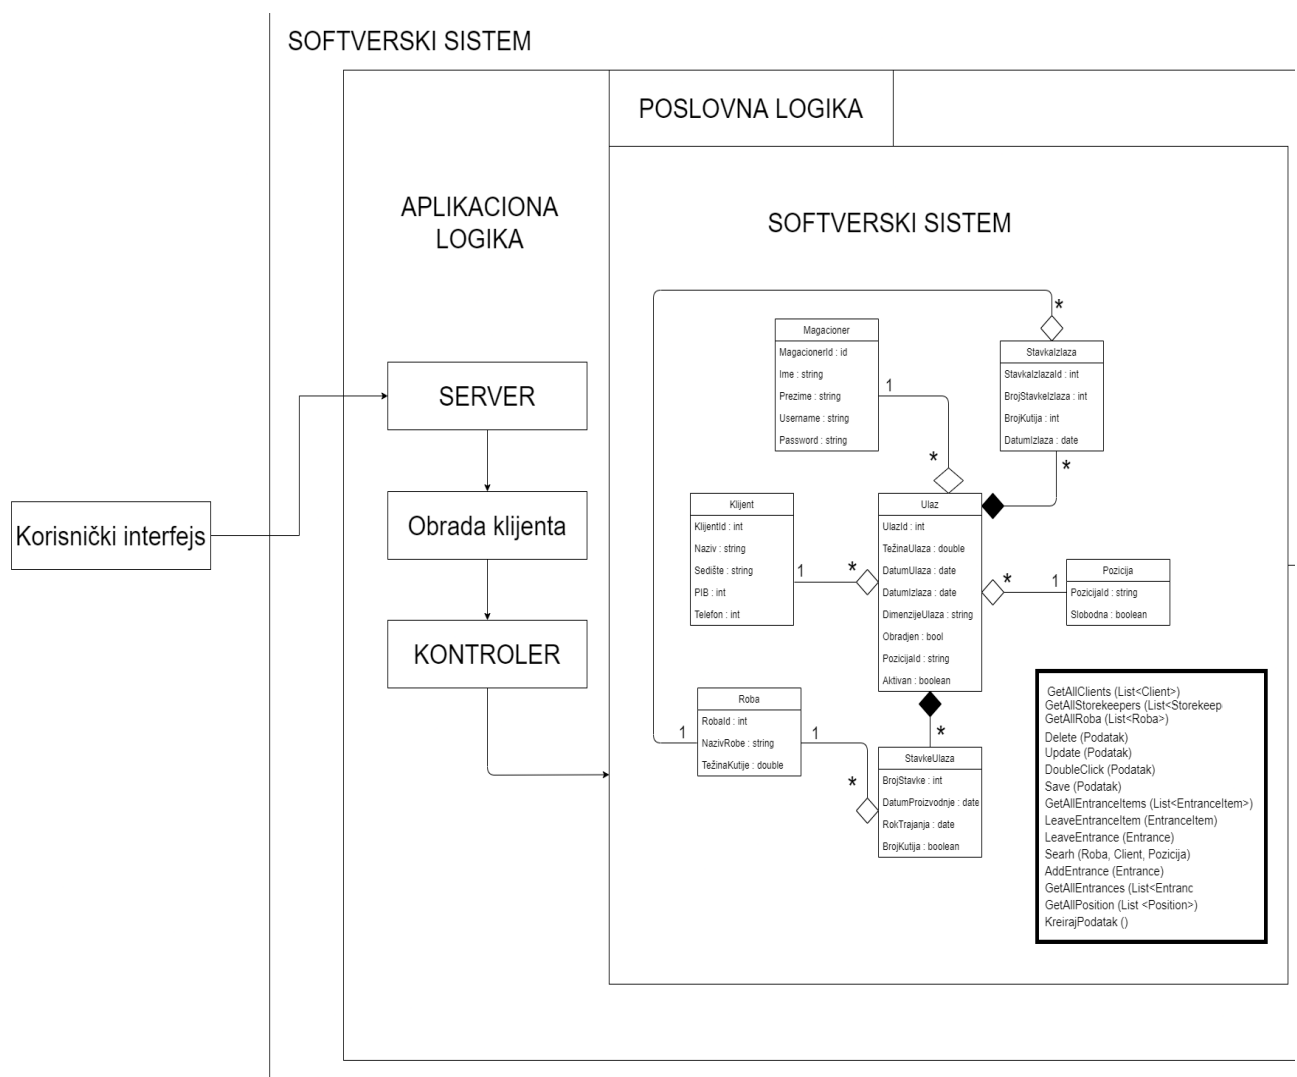 SOFTVERSKI SISTEM
POSLOVNA LOGIKA
APLIKACIONA
LOGIKA
SOFTVERSKI SISTEM
Korisnički interfejs
SERVER
Obrada klijenta
KONTROLER
Magacioner
MagacionerId : id
Ime : string
Prezime : string
Username : string
Password : string
1
*
*
StavkaIzlaza
StavkaIzlazaId : int
BrojStavkeIzlaza : int
BrojKutija : int
DatumIzlaza : date
*
Klijent
KlijentId : int
Naziv : string
Sedište : string
PIB : int
Telefon : int
1
*
Ulaz
UlazId : int
TežinaUlaza : double
DatumUlaza : date
DatumIzlaza : date
DimenzijeUlaza : string
Obradjen : bool
PozicijaId : string
Aktivan : boolean
*
1
Pozicija
PozicijaId : string
Slobodna : boolean
1
Roba
RobaId : int
NazivRobe : string
TežinaKutije : double
1
*
*
StavkeUlaza
BrojStavke : int
DatumProizvodnje : date
RokTrajanja : date
BrojKutija : boolean
GetAllClients (List<Client>)
GetAllStorekeepers (List<Storekeep
GetAllRoba (List<Roba>)
Delete (Podatak)
Update (Podatak)
DoubleClick (Podatak)
Save (Podatak)
GetAllEntranceItems (List<EntranceItem>)
LeaveEntranceItem (EntranceItem)
LeaveEntrance (Entrance)
Searh (Roba, Client, Pozicija)
AddEntrance (Entrance)
GetAllEntrances (List<Entranc
GetAllPosition (List <Position>)
KreirajPodatak ()